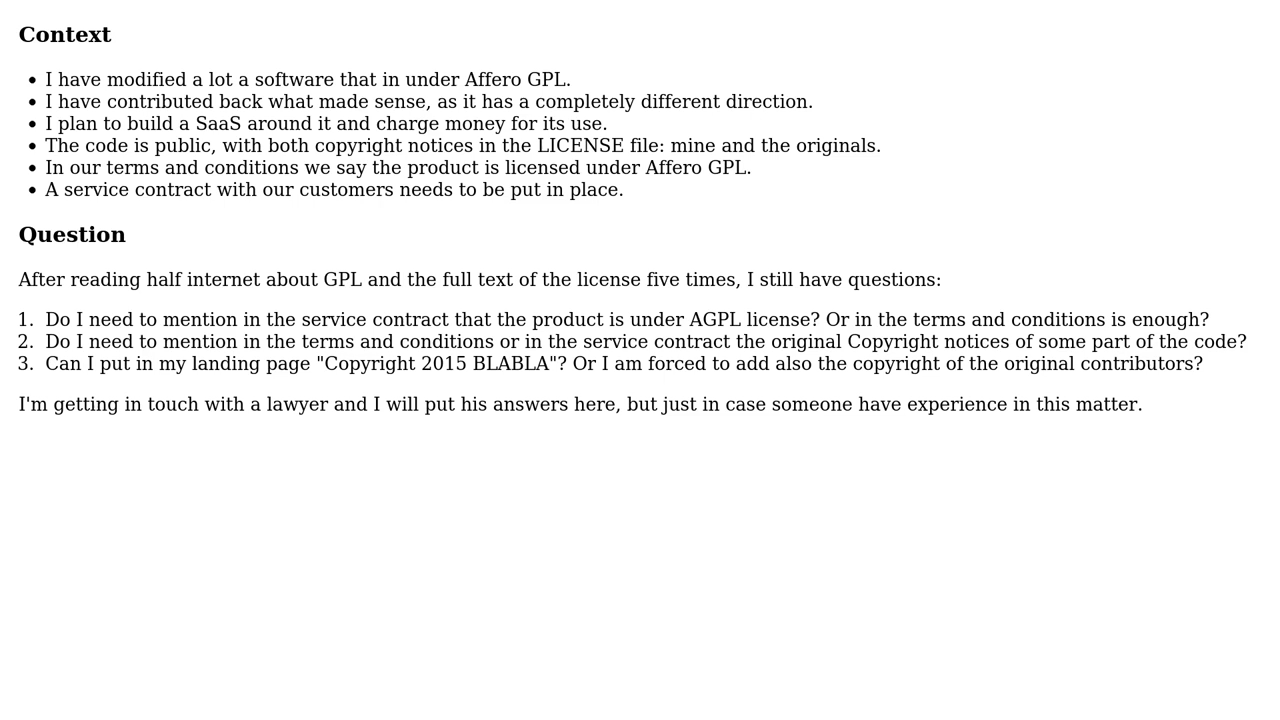 Context
• I have modified a lot a software that in under Affero GPL.
• I have contributed back what made sense, as it has a completely different direction.
• I plan to build a SaaS around it and charge money for its use.
• The code is public, with both copyright notices in the LICENSE file: mine and the originals.
• In our terms and conditions we say the product is licensed under Affero GPL.
• A service contract with our customers needs to be put in place.
Question
After reading half internet about GPL and the full text of the license five times, I still have questions:
1. Do I need to mention in the service contract that the product is under AGPL license? Or in the terms and conditions is enough?
2. Do I need to mention in the terms and conditions or in the service contract the original Copyright notices of some part of the code?
3. Can I put in my landing page "Copyright 2015 BLABLA"? Or I am forced to add also the copyright of the original contributors?
I'm getting in touch with a lawyer and I will put his answers here, but just in case someone have experience in this matter.